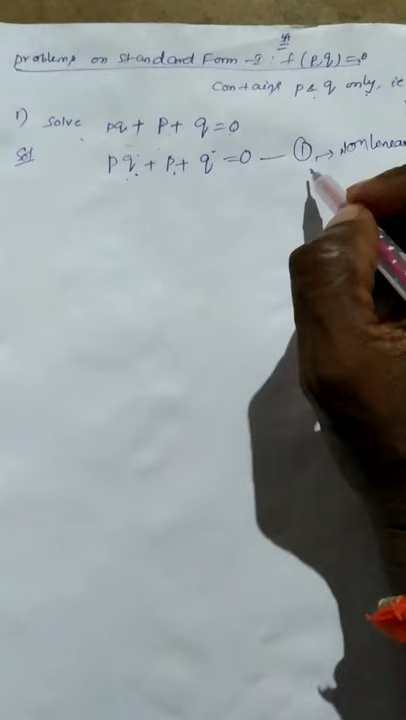 problems on standard Form -I : f(p,q)=0
Contains p & q only, ie
1) solve pq + p + q = 0
Sol
pq + p + q = 0 — ① → Nonlinear